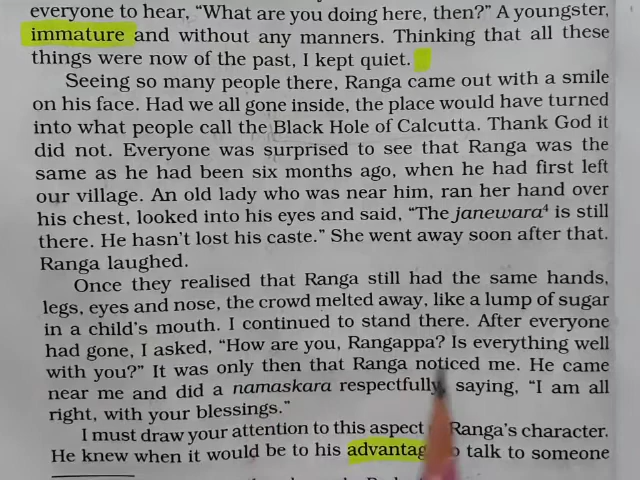 everyone to hear, “What are you doing here, then?” A youngster,
immature and without any manners. Thinking that all these
things were now of the past, I kept quiet.
Seeing so many people there, Ranga came out with a smile
on his face. Had we all gone inside, the place would have turned
into what people call the Black Hole of Calcutta. Thank God it
did not. Everyone was surprised to see that Ranga was the
same as he had been six months ago, when he had first left
our village. An old lady who was near him, ran her hand over
his chest, looked into his eyes and said, “The janewara⁴ is still
there. He hasn’t lost his caste.” She went away soon after that.
Ranga laughed.
Once they realised that Ranga still had the same hands,
legs, eyes and nose, the crowd melted away, like a lump of sugar
in a child’s mouth. I continued to stand there. After everyone
had gone, I asked, “How are you, Rangappa? Is everything well
with you?” It was only then that Ranga noticed me. He came
near me and did a namaskara respectfully, saying, “I am all
right, with your blessings.”
I must draw your attention to this aspect Ranga’s character.
He knew when it would be to his talk to someone